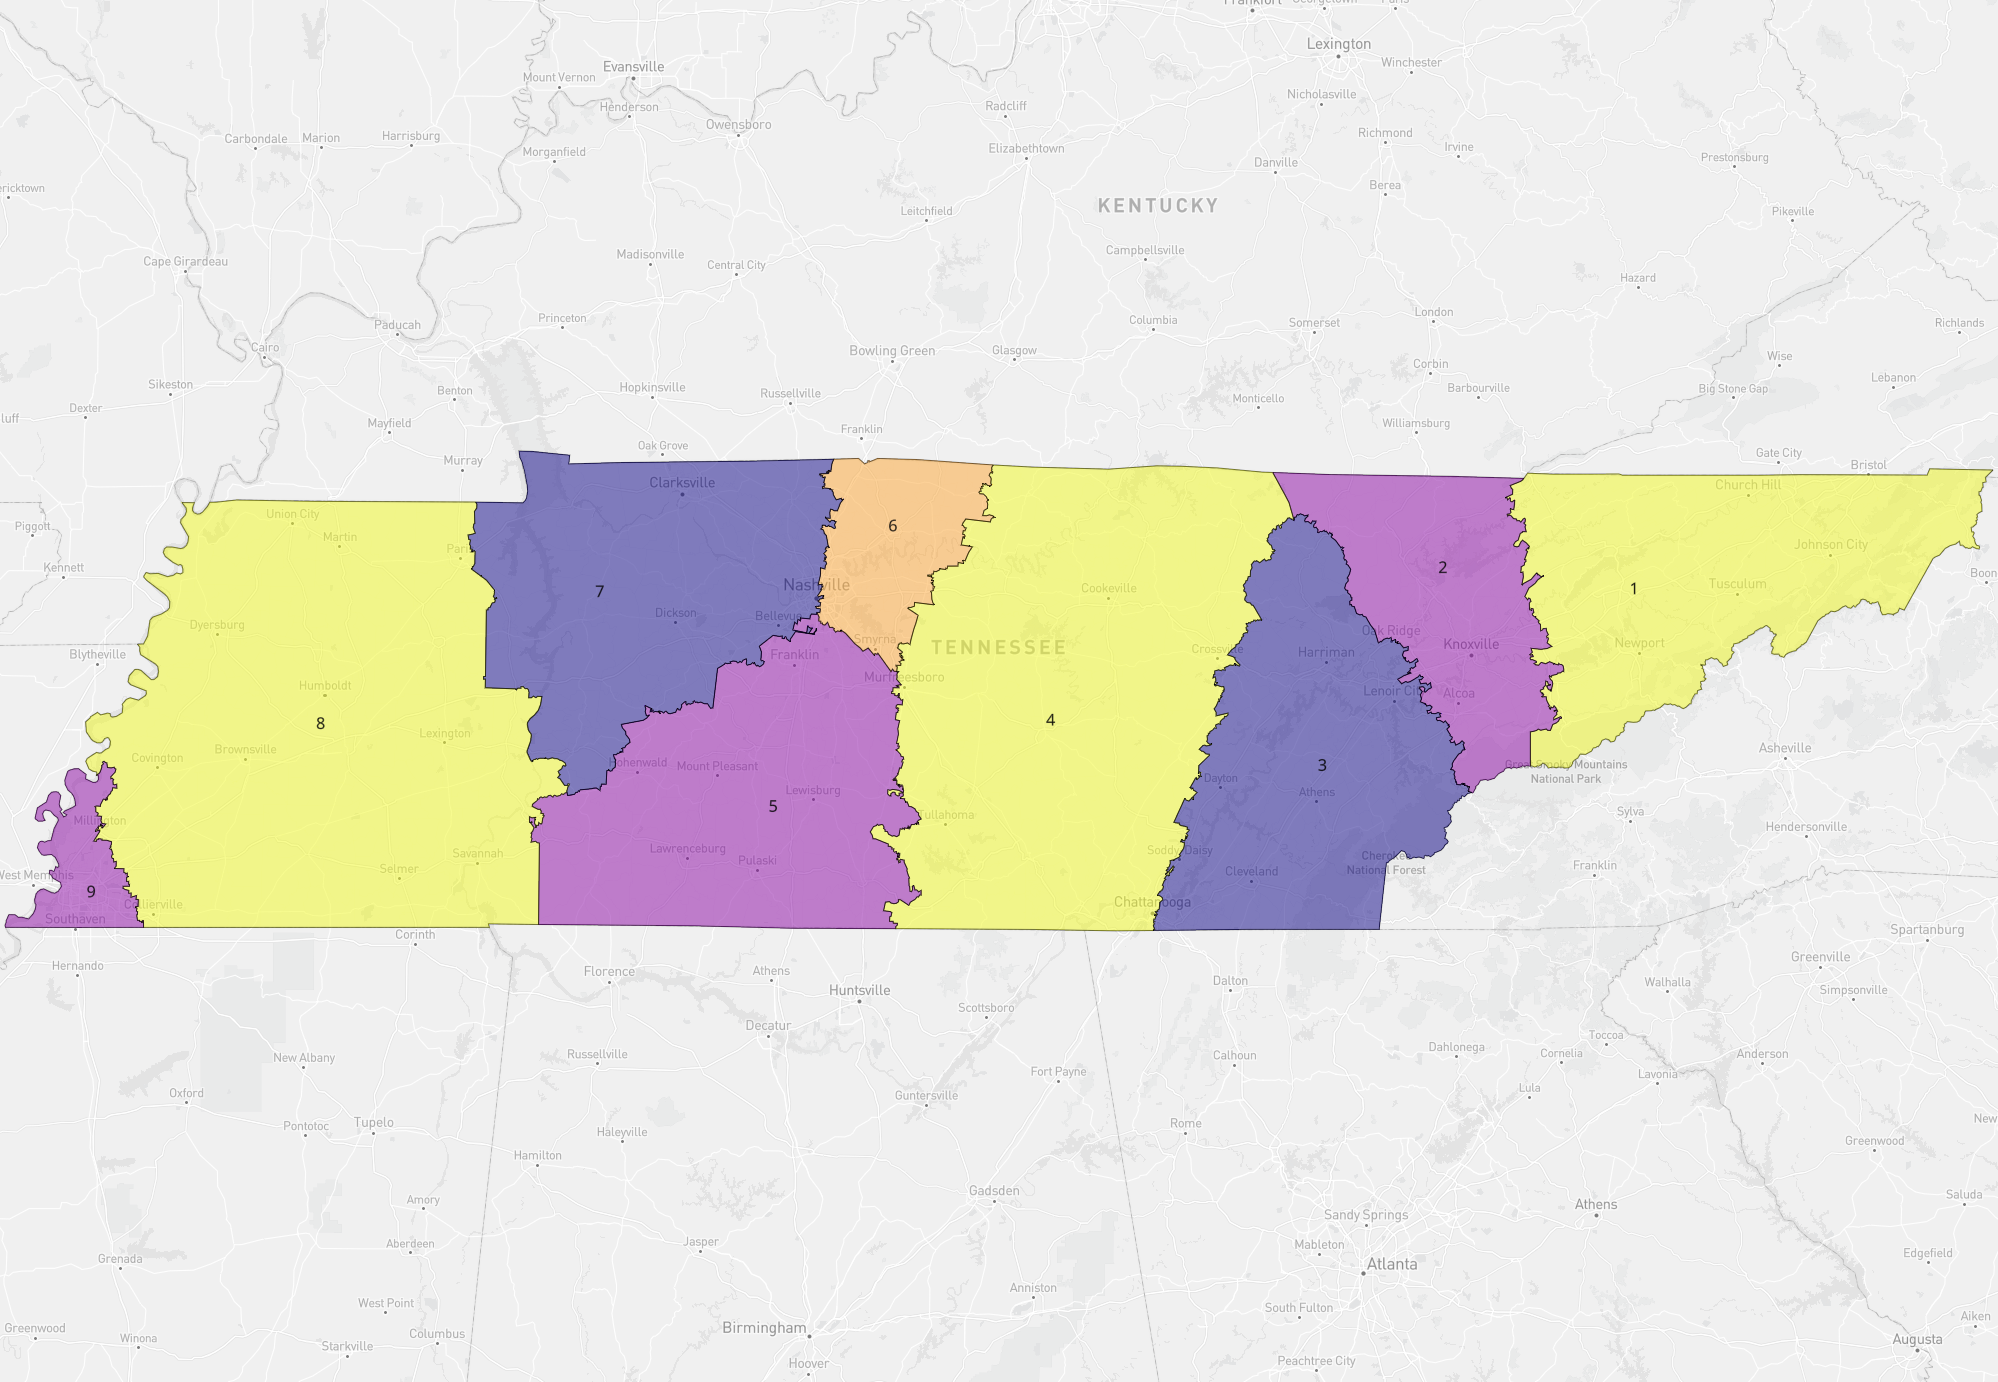 Frankfort
Georgetown
Paris
Lexington
Evansville
Winchester
Mount Vernon
Henderson
Nicholasville
Radcliff
Owensboro
Richmond
Carbondale
Marion
Harrisburg
Elizabethtown
Irvine
Morganfield
Danville
Prestonsburg
ericktown
Berea
KENTUCKY
Leitchfield
Pikeville
Campbellsville
Madisonville
Cape Girardeau
Central City
Hazard
London
Princeton
Columbia
Somerset
Richlands
Paducah
Cairo
Bowling Green
Glasgow
Wise
Corbin
Sikeston
Benton
Hopkinsville
Russellville
Barbourville
Big Stone Gap
Lebanon
Monticello
Dexter
luff
Mayfield
Williamsburg
Franklin
Oak Grove
Gate City
Murray
Bristol
Clarksville
Church Hill
Union City
Piggott
6
Martin
Johnson City
Paris
Kennett
2
Boon
Nashville
Cookeville
Tusculum
7
1
Dickson
Bellevue
Dyersburg
Oak Ridge
Smyrna
Newport
Knoxville
TENNESSEE
Crossville
Harriman
Blytheville
Franklin
Murfreesboro
Humboldt
Lenoir City
Alcoa
8
4
Lexington
Brownsville
Asheville
Covington
Hohenwald
Mount Pleasant
3
Great Smoky Mountains
National Park
Dayton
Lewisburg
Athens
5
Sylva
Millington
Tullahoma
Hendersonville
Lawrenceburg
Soddy-Daisy
Savannah
Pulaski
Cherokee
National Forest
Selmer
Franklin
Cleveland
West Memphis
9
Chattanooga
Collierville
Southaven
Spartanburg
Corinth
Hernando
Florence
Athens
Greenville
Dalton
Walhalla
Huntsville
Simpsonville
Scottsboro
Decatur
Toccoa
Dahlonega
Russellville
Calhoun
Cornelia
Anderson
New Albany
Fort Payne
Lavonia
Lula
Oxford
Guntersville
Tupelo
Rome
New
Pontotoc
Haleyville
Greenwood
Hamilton
Gadsden
Saluda
Amory
Athens
Sandy Springs
Jasper
Aberdeen
Mableton
Edgefield
Grenada
Atlanta
Anniston
West Point
South Fulton
Aiken
Greenwood
Birmingham
Columbus
Winona
Augusta
Starkville
Hoover
Peachtree City